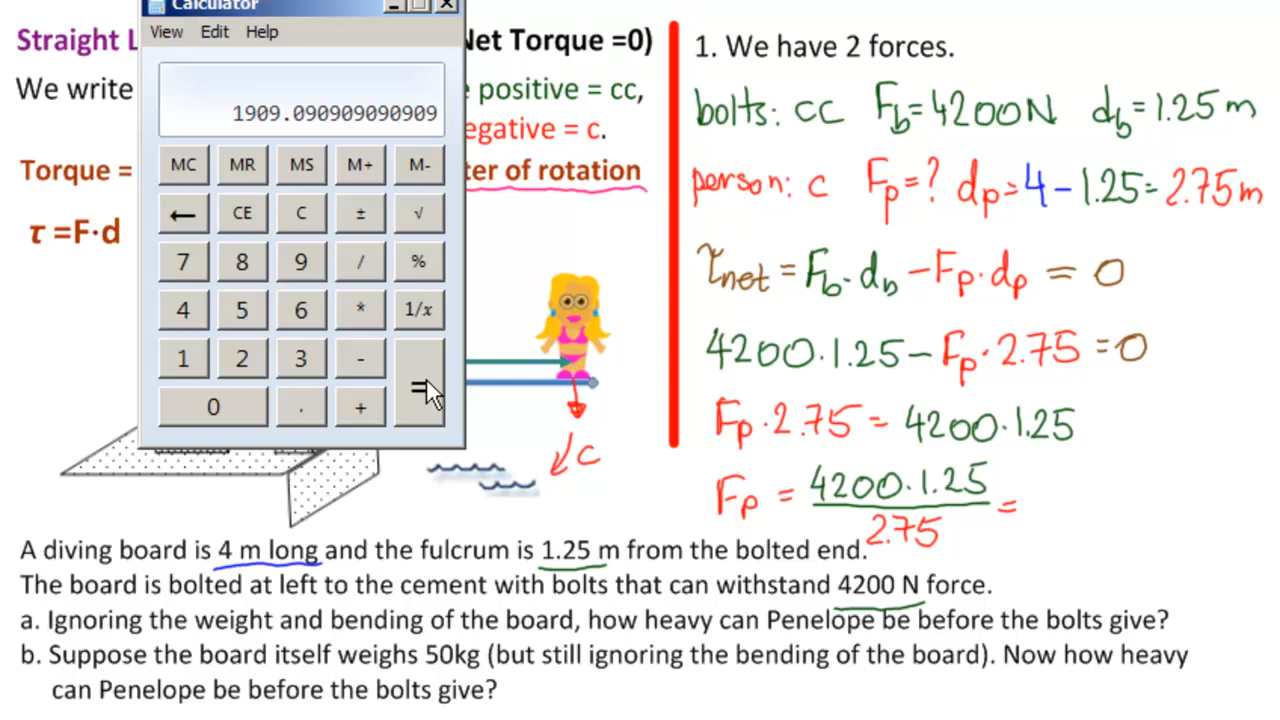 Calculator
View Edit Help
1909.090909090909
MC MR MS M+ M-
← CE C ± √
7 8 9 / %
4 5 6 * 1/x
1 2 3 - =
0 . +
Straight L
Net Torque =0)
We write
positive = cc,
egative = c.
Torque =
ter of rotation
τ =F·d
c
1. We have 2 forces.
bolts: cc F_b = 4200N d_b = 1.25 m
person: c F_p = ? d_p = 4 - 1.25 = 2.75 m
τ_net = F_b · d_b - F_p · d_p = 0
4200 · 1.25 - F_p · 2.75 = 0
F_p · 2.75 = 4200 · 1.25
F_p = 4200 · 1.25 / 2.75 =
A diving board is 4 m long and the fulcrum is 1.25 m from the bolted end.
The board is bolted at left to the cement with bolts that can withstand 4200 N force.
a. Ignoring the weight and bending of the board, how heavy can Penelope be before the bolts give?
b. Suppose the board itself weighs 50kg (but still ignoring the bending of the board). Now how heavy
can Penelope be before the bolts give?